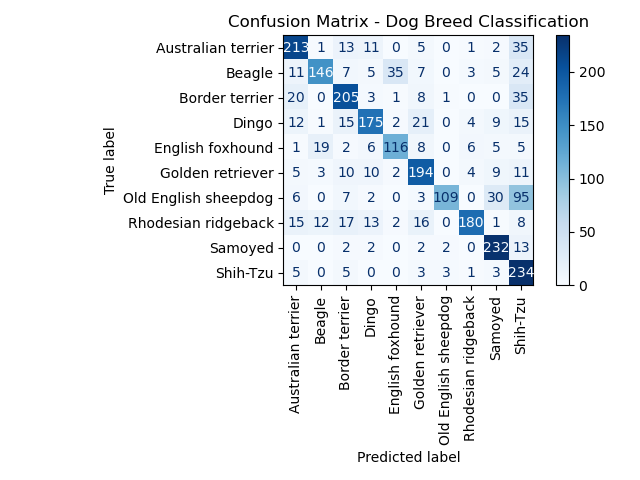 Confusion Matrix - Dog Breed Classification
Australian terrier 213 1 13 11 0 5 0 1 2 35
Beagle 11 146 7 5 35 7 0 3 5 24
Border terrier 20 0 205 3 1 8 1 0 0 35
Dingo 12 1 15 175 2 21 0 4 9 15
English foxhound 1 19 2 6 116 8 0 6 5 5
Golden retriever 5 3 10 10 2 194 0 4 9 11
Old English sheepdog 6 0 7 2 0 3 109 0 30 95
Rhodesian ridgeback 15 12 17 13 2 16 0 180 1 8
Samoyed 0 0 2 2 0 2 2 0 232 13
Shih-Tzu 5 0 5 0 0 3 3 1 3 234
True label
Australian terrier
Beagle
Border terrier
Dingo
English foxhound
Golden retriever
Old English sheepdog
Rhodesian ridgeback
Samoyed
Shih-Tzu
Predicted label
200
150
100
50
0